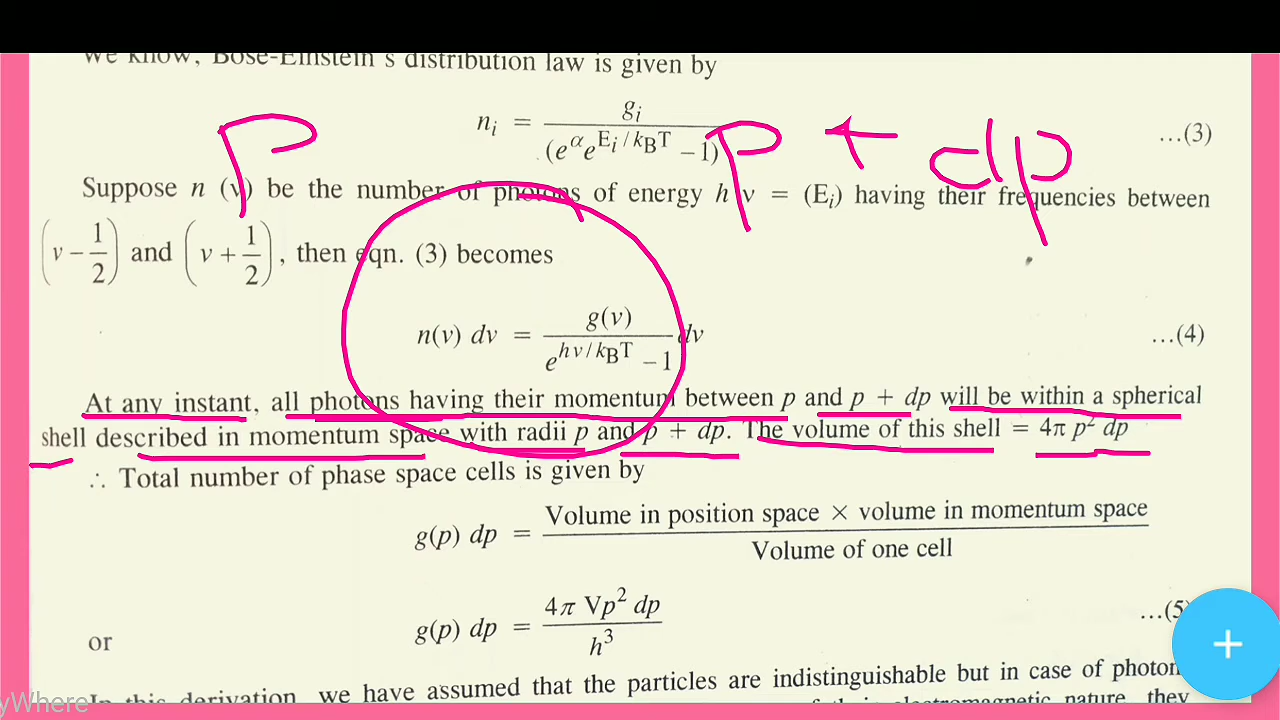 We know, Bose-Einstein's distribution law is given by
n_i = g_i / (e^α e^{E_i/k_BT} − 1) ...(3)
p p + dp
Suppose n (ν) be the number of photons of energy h ν = (E_i) having their frequencies between
(ν − 1/2) and (ν + 1/2), then eqn. (3) becomes
n(ν) dν = g(ν) / (e^{hν/k_BT} − 1) dν ...(4)
At any instant, all photons having their momentum between p and p + dp will be within a spherical
shell described in momentum space with radii p and p + dp. The volume of this shell = 4π p² dp
∴ Total number of phase space cells is given by
g(p) dp = Volume in position space × volume in momentum space / Volume of one cell
or g(p) dp = 4π Vp² dp / h³ ...(5)
In this derivation, we have assumed that the particles are indistinguishable but in case of photon
electromagnetic nature, they
yWhere